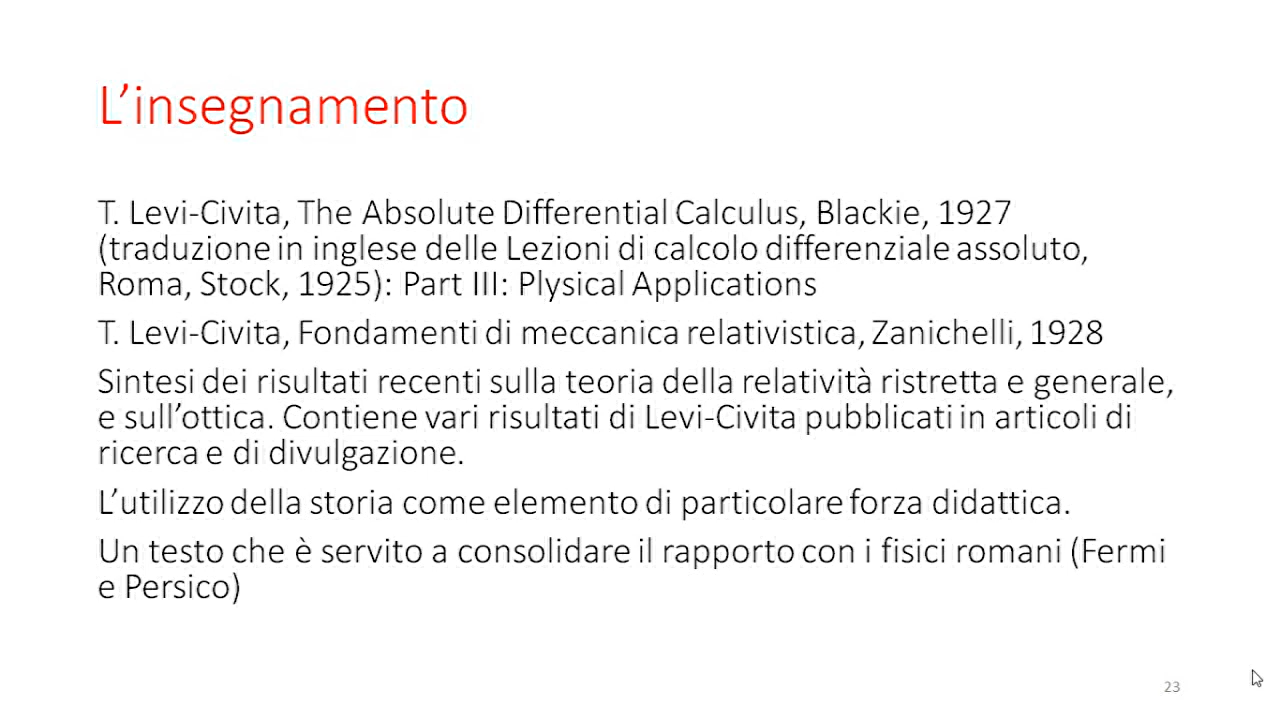 L’insegnamento
T. Levi-Civita, The Absolute Differential Calculus, Blackie, 1927
(traduzione in inglese delle Lezioni di calcolo differenziale assoluto,
Roma, Stock, 1925): Part III: Plysical Applications
T. Levi-Civita, Fondamenti di meccanica relativistica, Zanichelli, 1928
Sintesi dei risultati recenti sulla teoria della relatività ristretta e generale,
e sull’ottica. Contiene vari risultati di Levi-Civita pubblicati in articoli di
ricerca e di divulgazione.
L’utilizzo della storia come elemento di particolare forza didattica.
Un testo che è servito a consolidare il rapporto con i fisici romani (Fermi
e Persico)
23